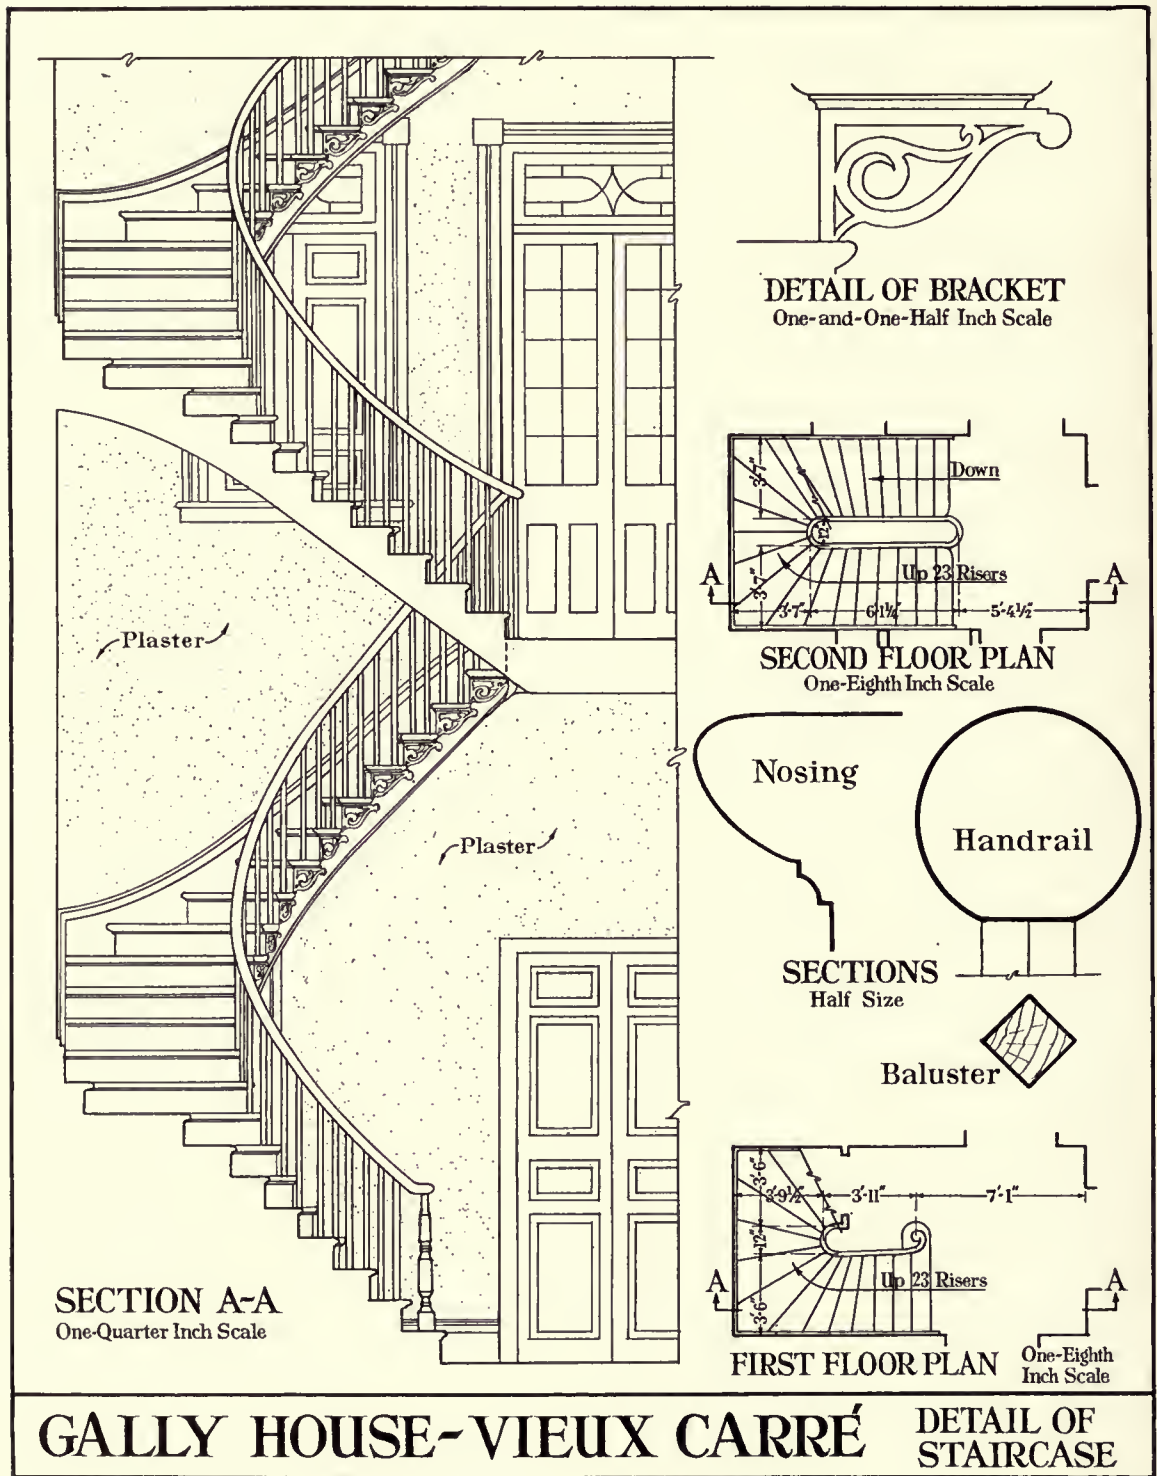 DETAIL OF BRACKET
One-and-One-Half Inch Scale
3'-7"
Down
12"
Up 23 Risers
A
A
3'-7"
3'-7"
6'-1¼"
5'-4½"
SECOND FLOOR PLAN
One-Eighth Inch Scale
Plaster
Plaster
Nosing
Handrail
SECTIONS
Half Size
Baluster
3'-6"
3'-9½"
3'-11"
7'-1"
12"
Up 23 Risers
A
A
3'-6"
FIRST FLOOR PLAN
One-Eighth
Inch Scale
SECTION A-A
One-Quarter Inch Scale
GALLY HOUSE-VIEUX CARRÉ
DETAIL OF
STAIRCASE